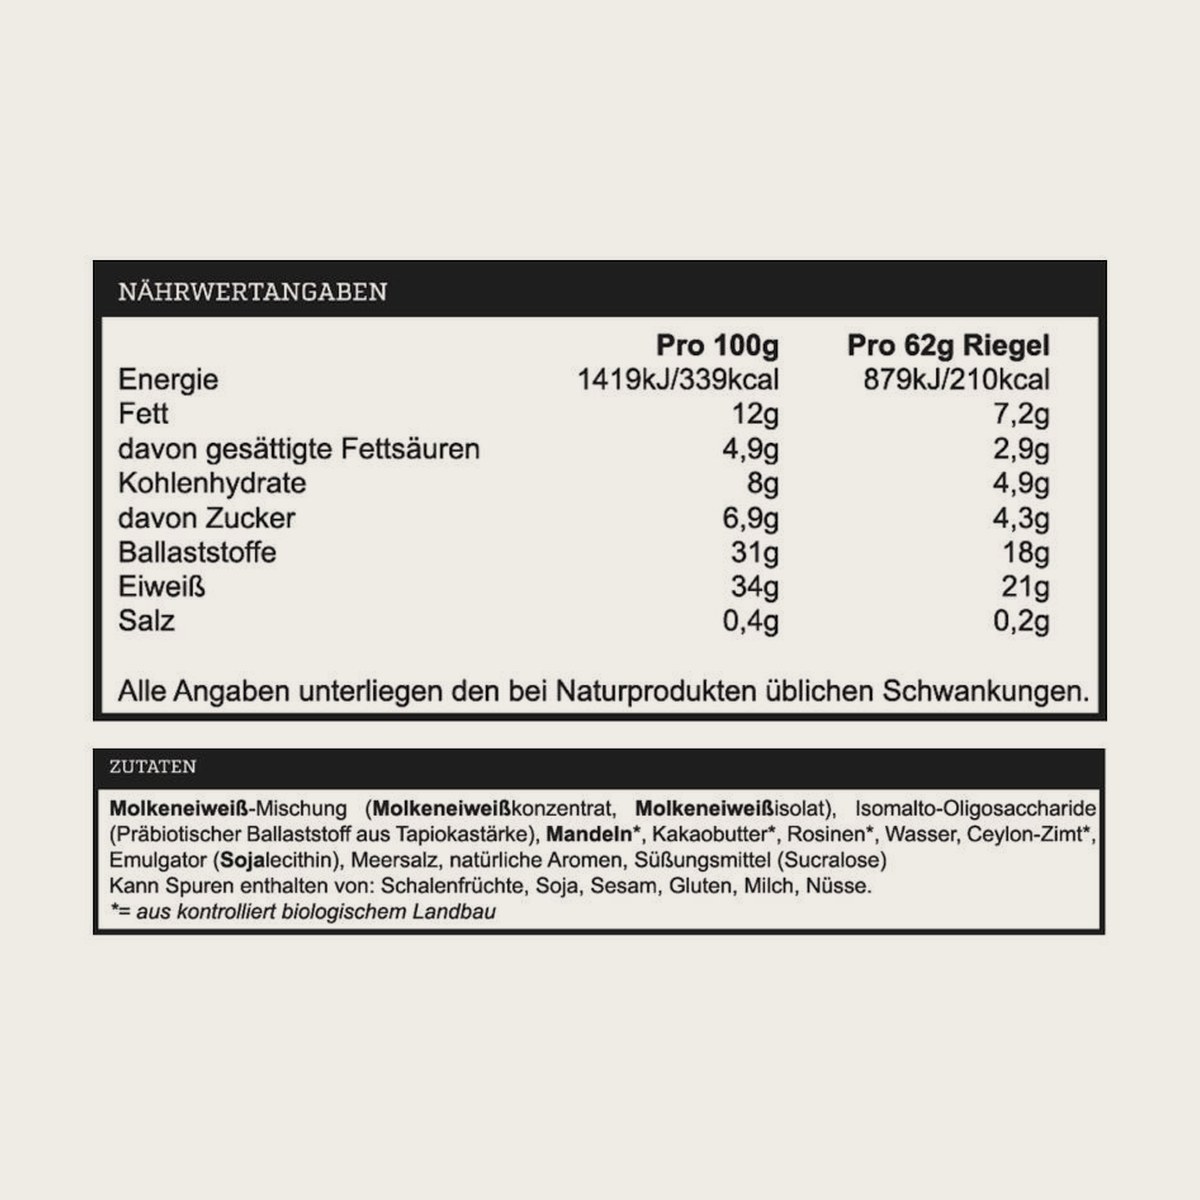 NÄHRWERTANGABEN
Pro 100g Pro 62g Riegel
Energie 1419kJ/339kcal 879kJ/210kcal
Fett 12g 7,2g
davon gesättigte Fettsäuren 4,9g 2,9g
Kohlenhydrate 8g 4,9g
davon Zucker 6,9g 4,3g
Ballaststoffe 31g 18g
Eiweiß 34g 21g
Salz 0,4g 0,2g
Alle Angaben unterliegen den bei Naturprodukten üblichen Schwankungen.
ZUTATEN
Molkeneiweiß-Mischung (Molkeneiweißkonzentrat, Molkeneiweißisolat), Isomalto-Oligosaccharide
(Präbiotischer Ballaststoff aus Tapiokastärke), Mandeln*, Kakaobutter*, Rosinen*, Wasser, Ceylon-Zimt*,
Emulgator (Sojalecithin), Meersalz, natürliche Aromen, Süßungsmittel (Sucralose)
Kann Spuren enthalten von: Schalenfrüchte, Soja, Sesam, Gluten, Milch, Nüsse.
*= aus kontrolliert biologischem Landbau